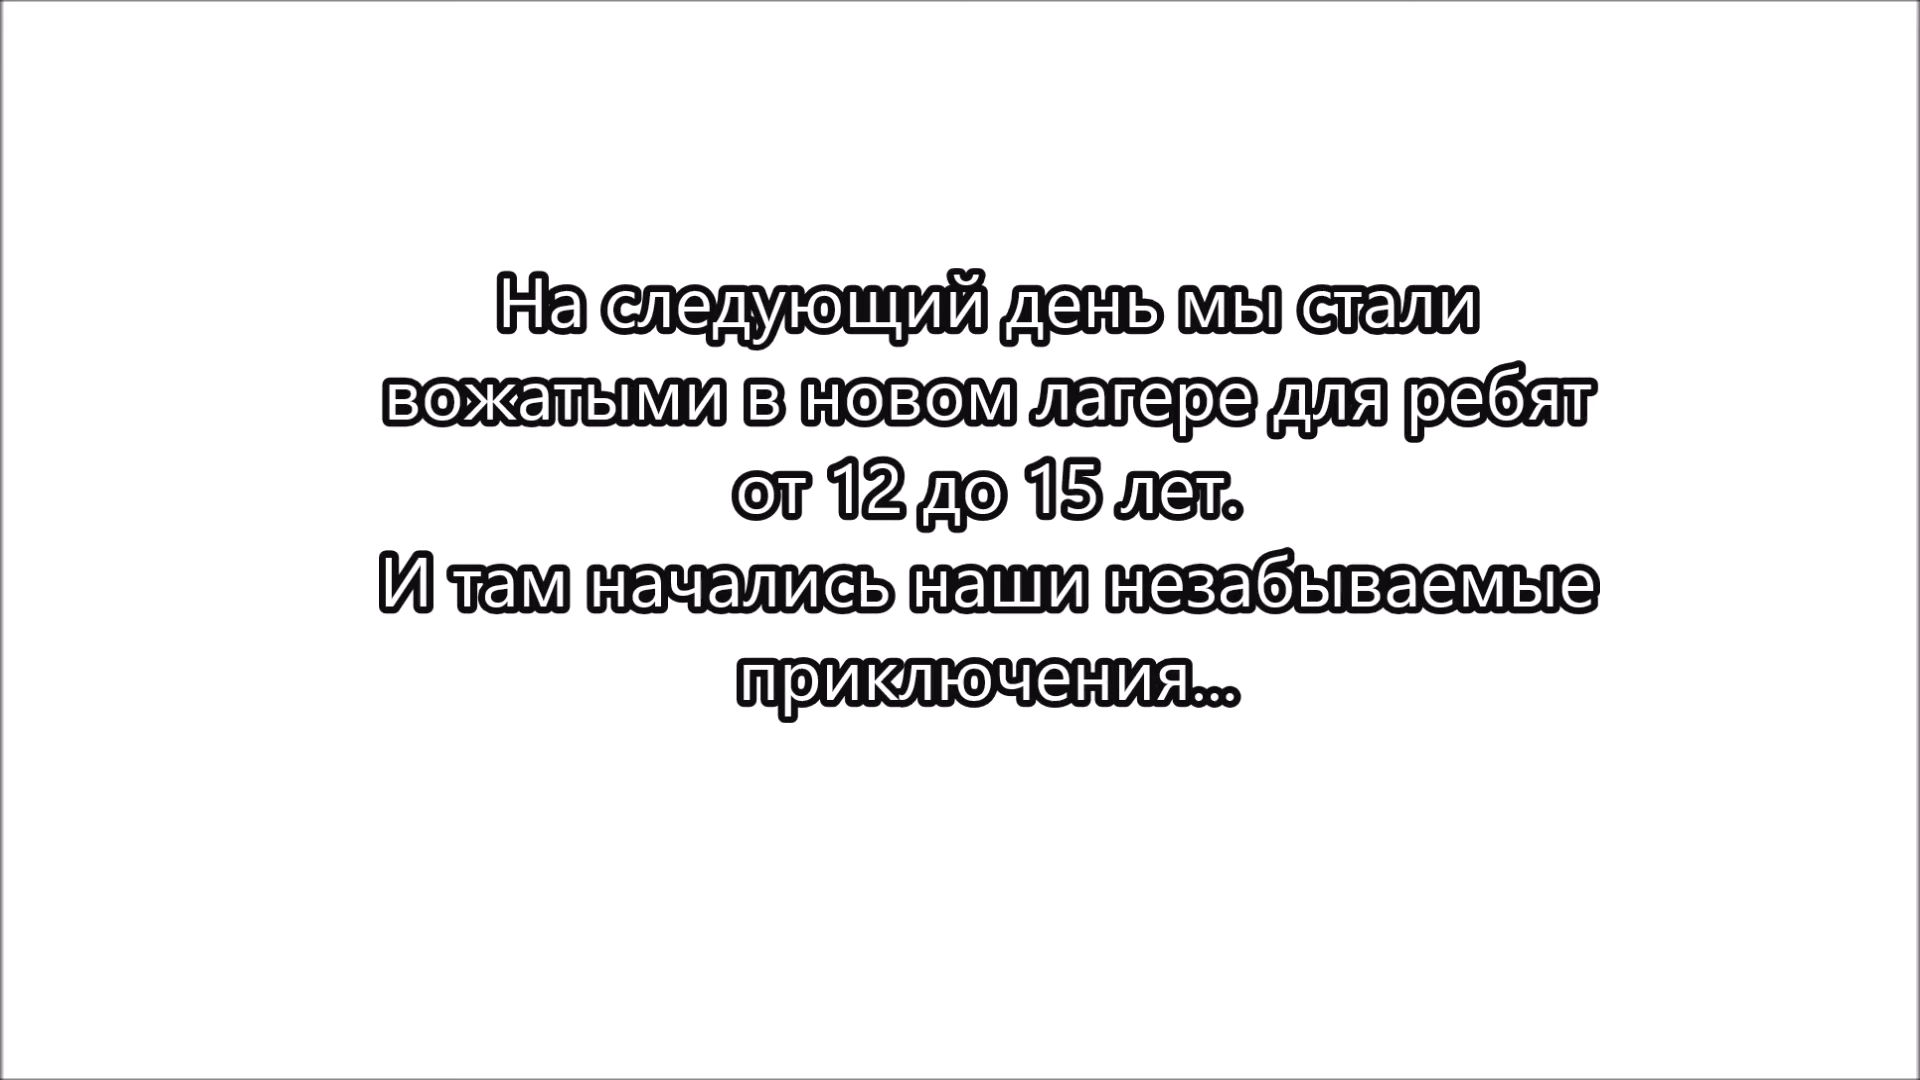 На следующий день мы стали
вожатыми в новом лагере для ребят
от 12 до 15 лет.
И там начались наши незабываемые
приключения...